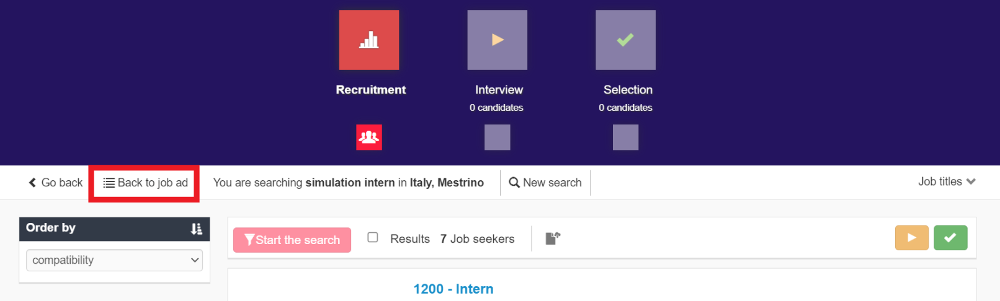 Recruitment
Interview
Selection
0 candidates
0 candidates
Go back
Back to job ad
You are searching simulation intern in Italy, Mestrino
New search
Job titles
Order by
compatibility
Start the search
Results 7 Job seekers
1200 - Intern